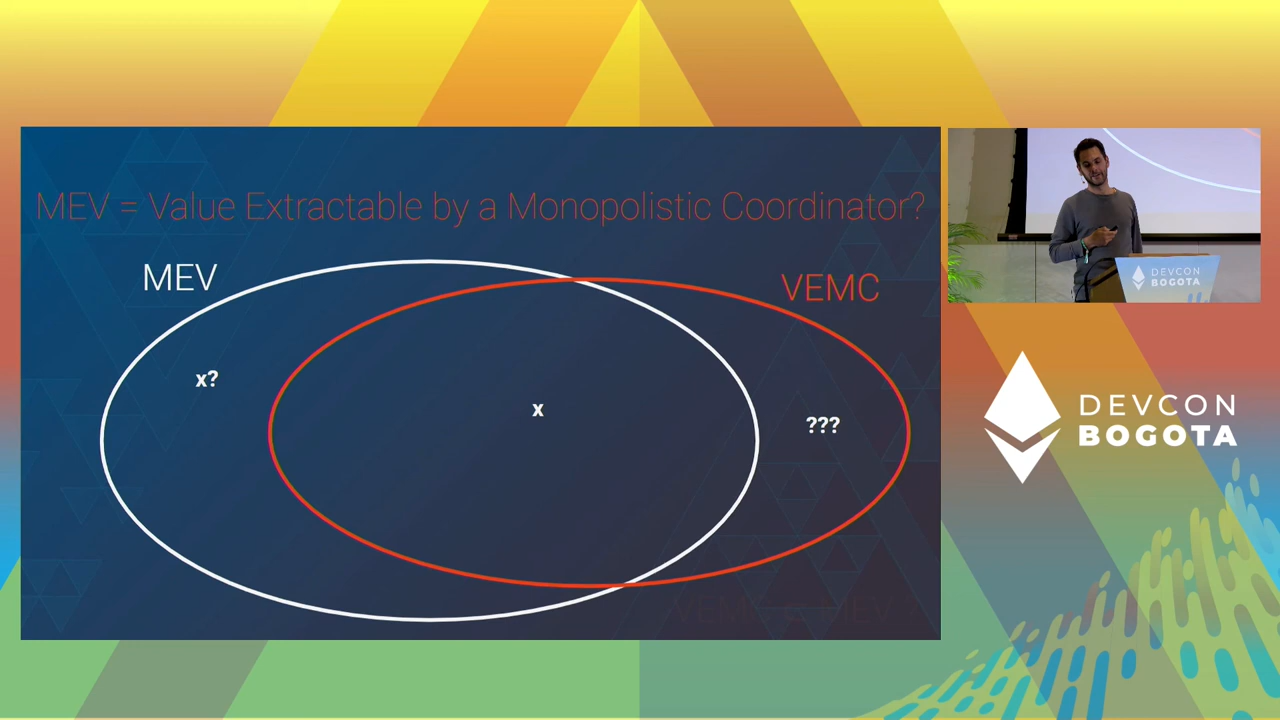 MEV = Value Extractable by a Monopolistic Coordinator?
MEV
VEMC
x?
x
???
DEVCON
BOGOTA
DEVCON
BOGOTA